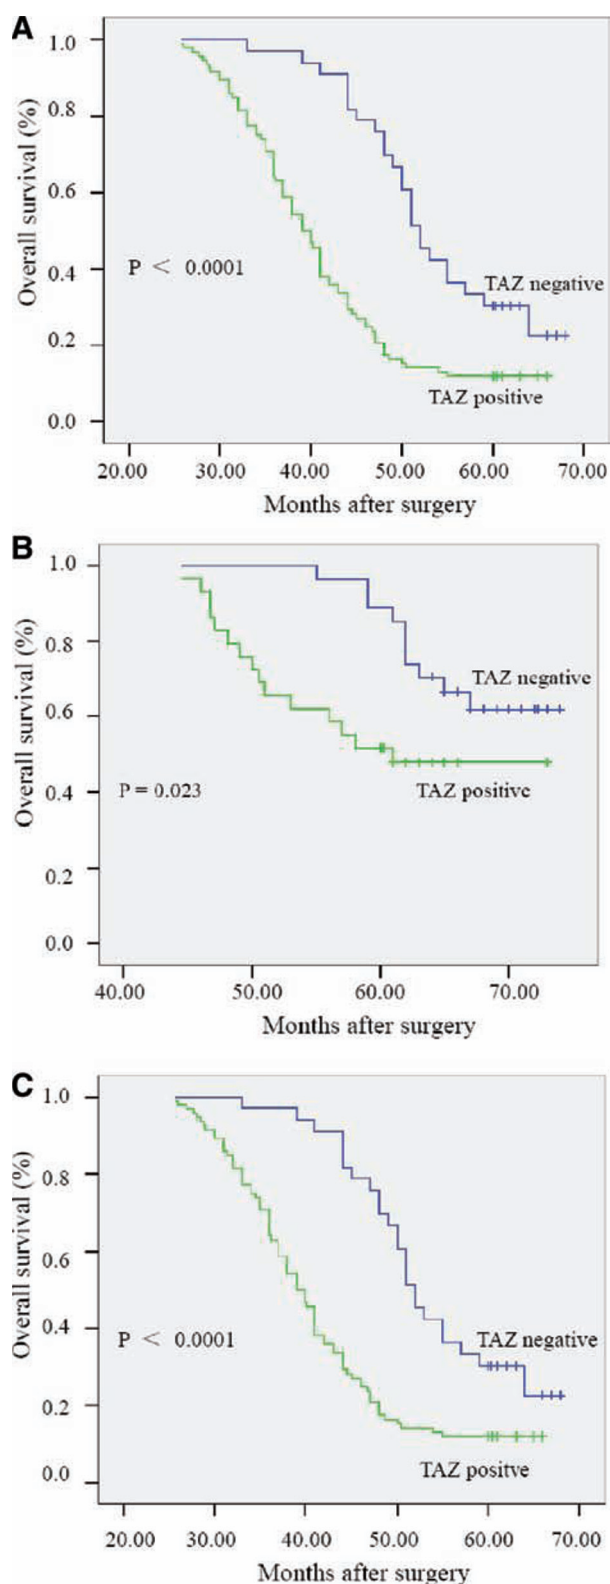 A
Overall survival (%)
1.0
0.8
0.6
0.4
0.2
0.0
P < 0.0001
TAZ negative
TAZ positive
20.00 30.00 40.00 50.00 60.00 70.00
Months after surgery
B
Overall survival (%)
1.0
0.8
0.6
0.4
0.2
0.0
TAZ negative
P = 0.023
TAZ positive
40.00 50.00 60.00 70.00
Months after surgery
C
Overall survival (%)
1.0
0.8
0.6
0.4
0.2
0.0
P < 0.0001
TAZ negative
TAZ positve
20.00 30.00 40.00 50.00 60.00 70.00
Months after surgery